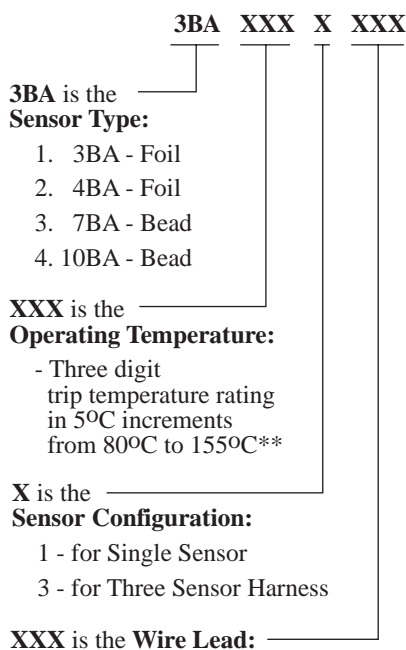 3BA XXX X XXX
3BA is the
Sensor Type:
1. 3BA - Foil
2. 4BA - Foil
3. 7BA - Bead
4. 10BA - Bead
XXX is the
Operating Temperature:
- Three digit
trip temperature rating
in 5ºC increments
from 80ºC to 155ºC**
X is the
Sensor Configuration:
1 - for Single Sensor
3 - for Three Sensor Harness
XXX is the Wire Lead: